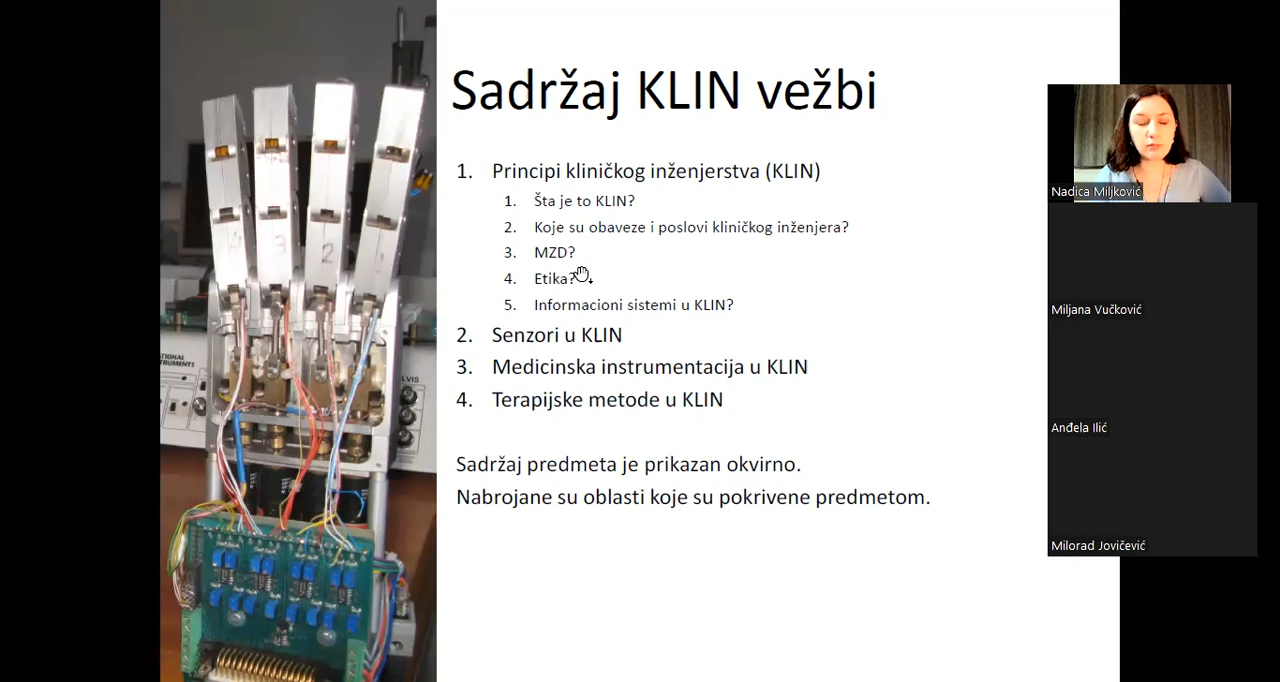 Sadržaj KLIN vežbi
1. Principi kliničkog inženjerstva (KLIN)
1. Šta je to KLIN?
2. Koje su obaveze i poslovi kliničkog inženjera?
3. MZD?
4. Etika?
5. Informacioni sistemi u KLIN?
2. Senzori u KLIN
3. Medicinska instrumentacija u KLIN
4. Terapijske metode u KLIN
Sadržaj predmeta je prikazan okvirno.
Nabrojane su oblasti koje su pokrivene predmetom.
Nadica Miljković
Miljana Vučković
Anđela Ilić
Milorad Jovičević
3
2